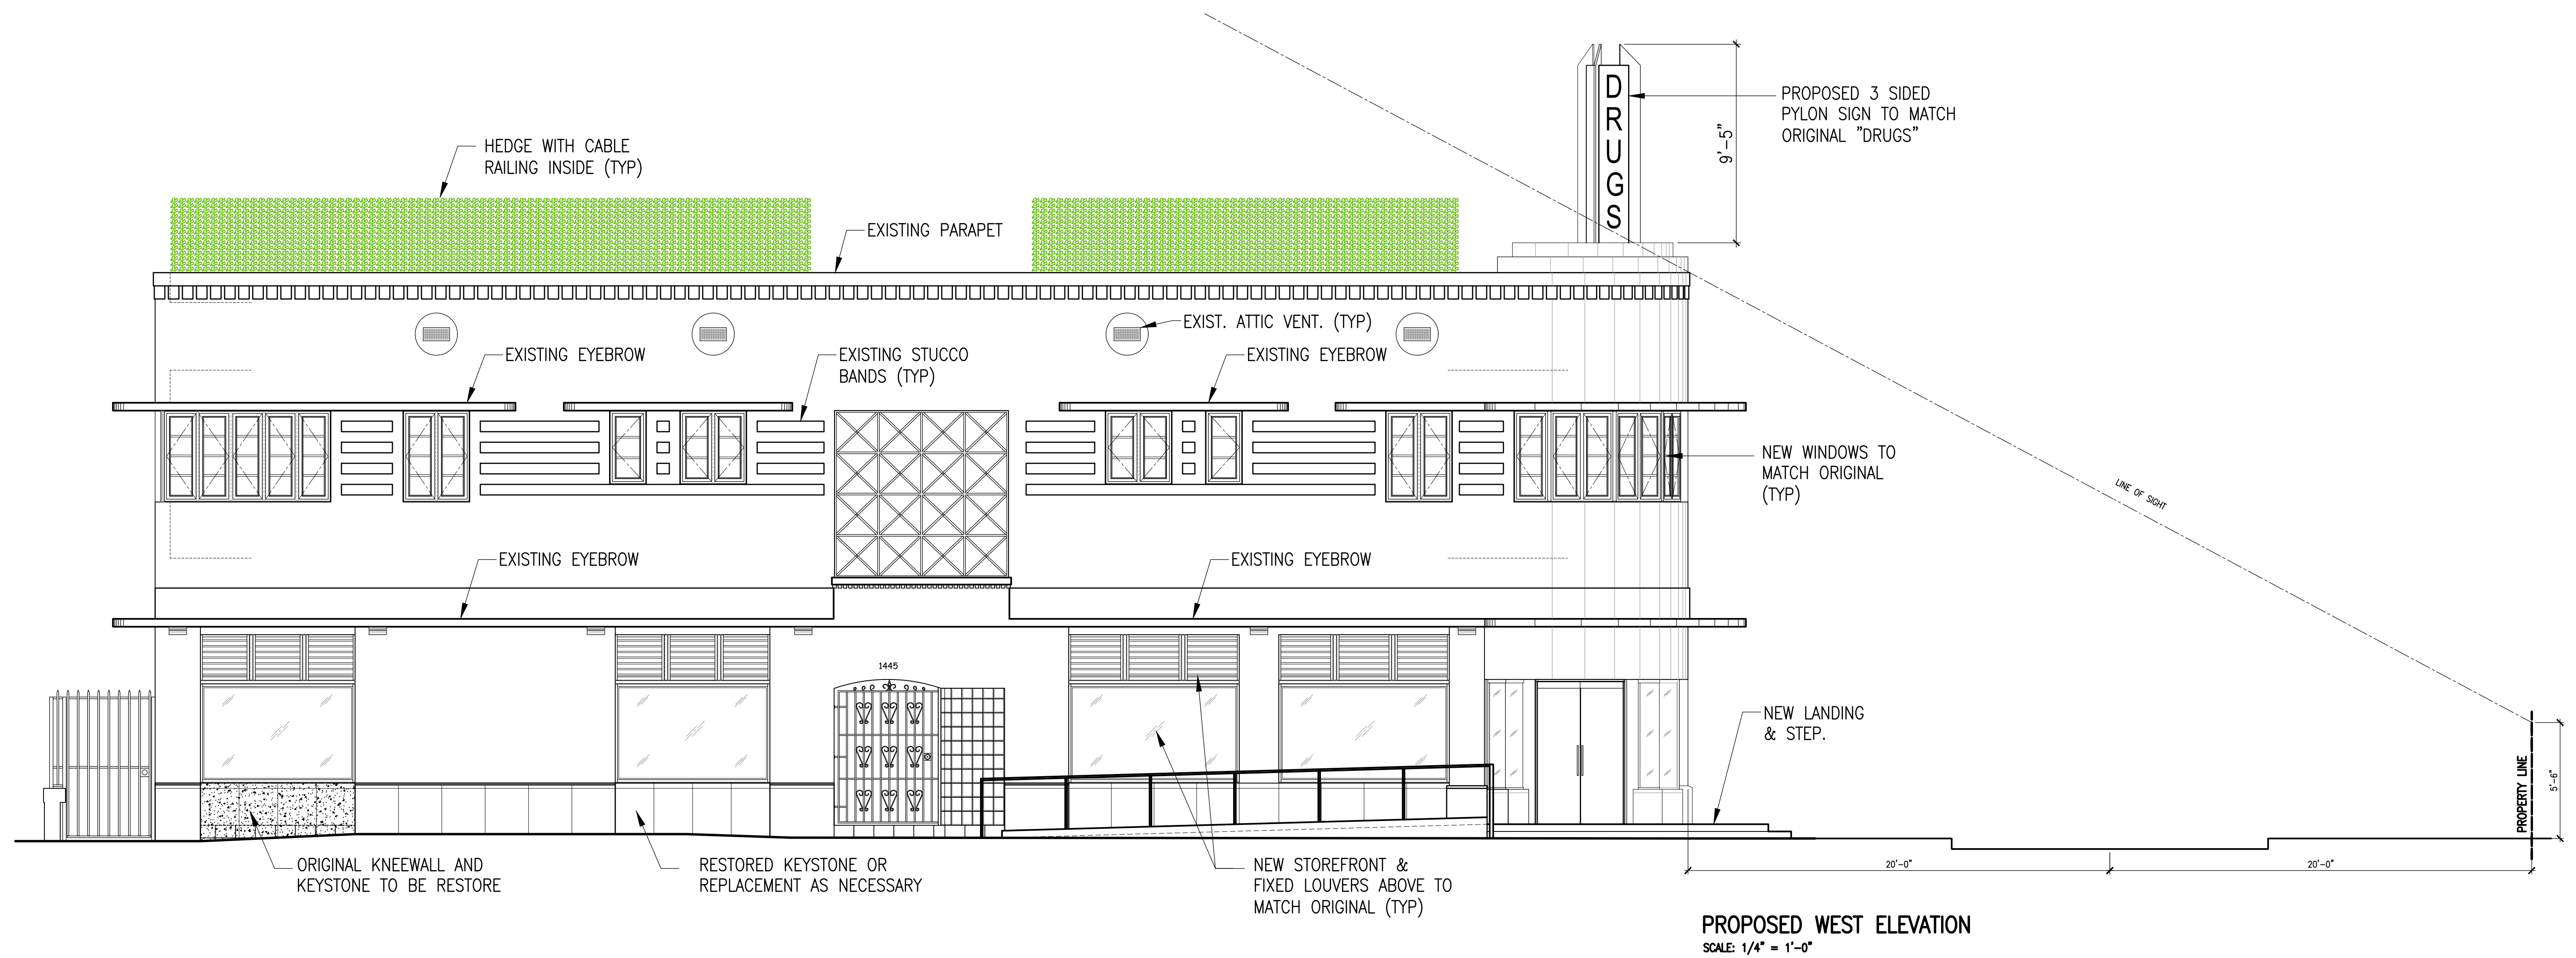 D
R
U
G
S
9'-5"
PROPOSED 3 SIDED
PYLON SIGN TO MATCH
ORIGINAL "DRUGS"
HEDGE WITH CABLE
RAILING INSIDE (TYP)
EXISTING PARAPET
EXIST. ATTIC VENT. (TYP)
EXISTING EYEBROW
EXISTING STUCCO
BANDS (TYP)
EXISTING EYEBROW
NEW WINDOWS TO
MATCH ORIGINAL
(TYP)
LINE OF SIGHT
EXISTING EYEBROW
EXISTING EYEBROW
1445
NEW LANDING
& STEP.
PROPERTY LINE
5'-6"
ORIGINAL KNEEWALL AND
KEYSTONE TO BE RESTORE
RESTORED KEYSTONE OR
REPLACEMENT AS NECESSARY
NEW STOREFRONT &
FIXED LOUVERS ABOVE TO
MATCH ORIGINAL (TYP)
20'-0"
20'-0"
PROPOSED WEST ELEVATION
SCALE: 1/4" = 1'-0"